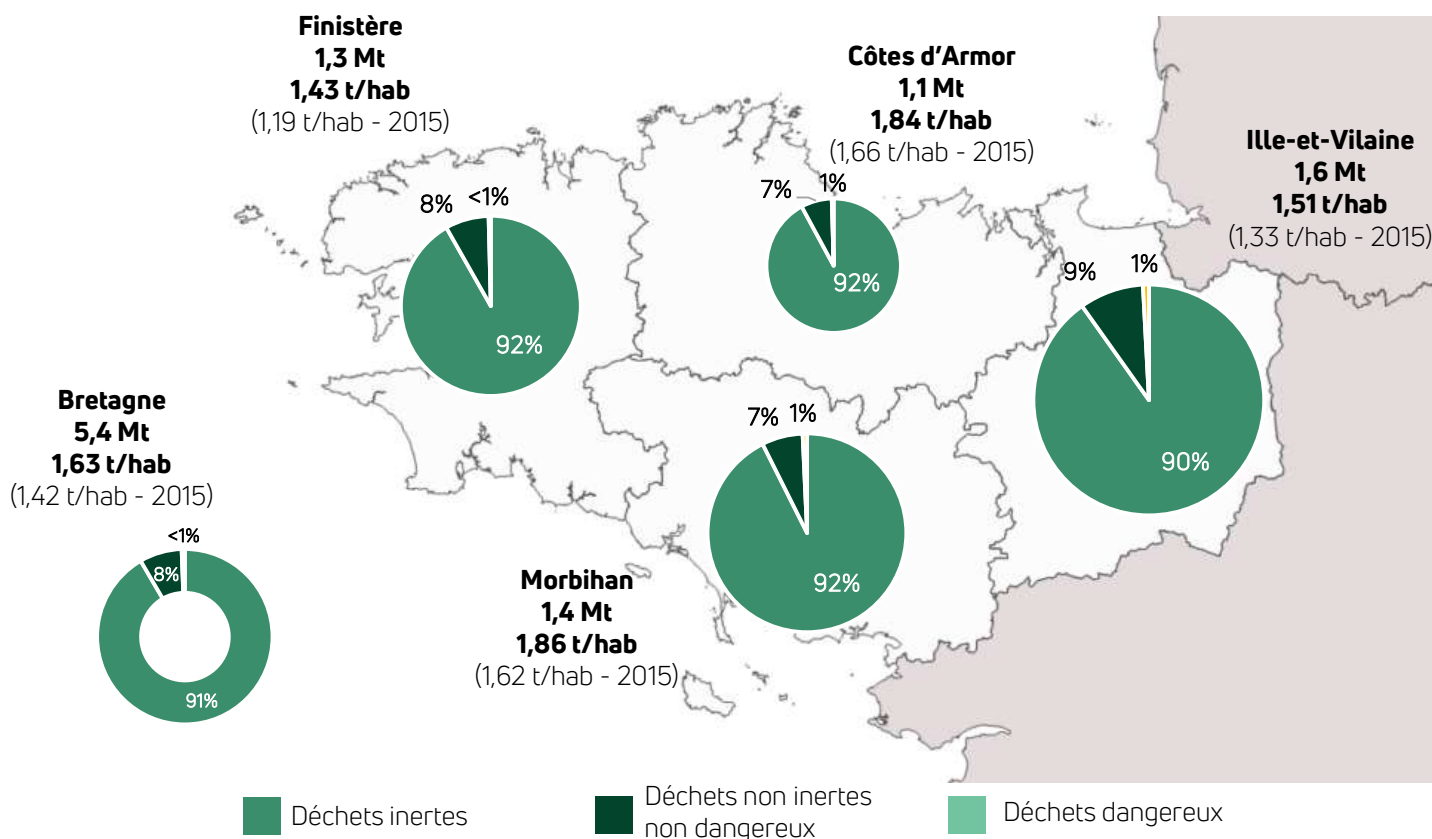 Finistère
1,3 Mt
1,43 t/hab
(1,19 t/hab - 2015)
8%
<1%
92%
Côtes d'Armor
1,1 Mt
1,84 t/hab
(1,66 t/hab - 2015)
7%
1%
92%
Ille-et-Vilaine
1,6 Mt
1,51 t/hab
(1,33 t/hab - 2015)
9%
1%
90%
Bretagne
5,4 Mt
1,63 t/hab
(1,42 t/hab - 2015)
<1%
8%
91%
Morbihan
1,4 Mt
1,86 t/hab
(1,62 t/hab - 2015)
7%
1%
92%
Déchets inertes
Déchets non inertes
non dangereux
Déchets dangereux